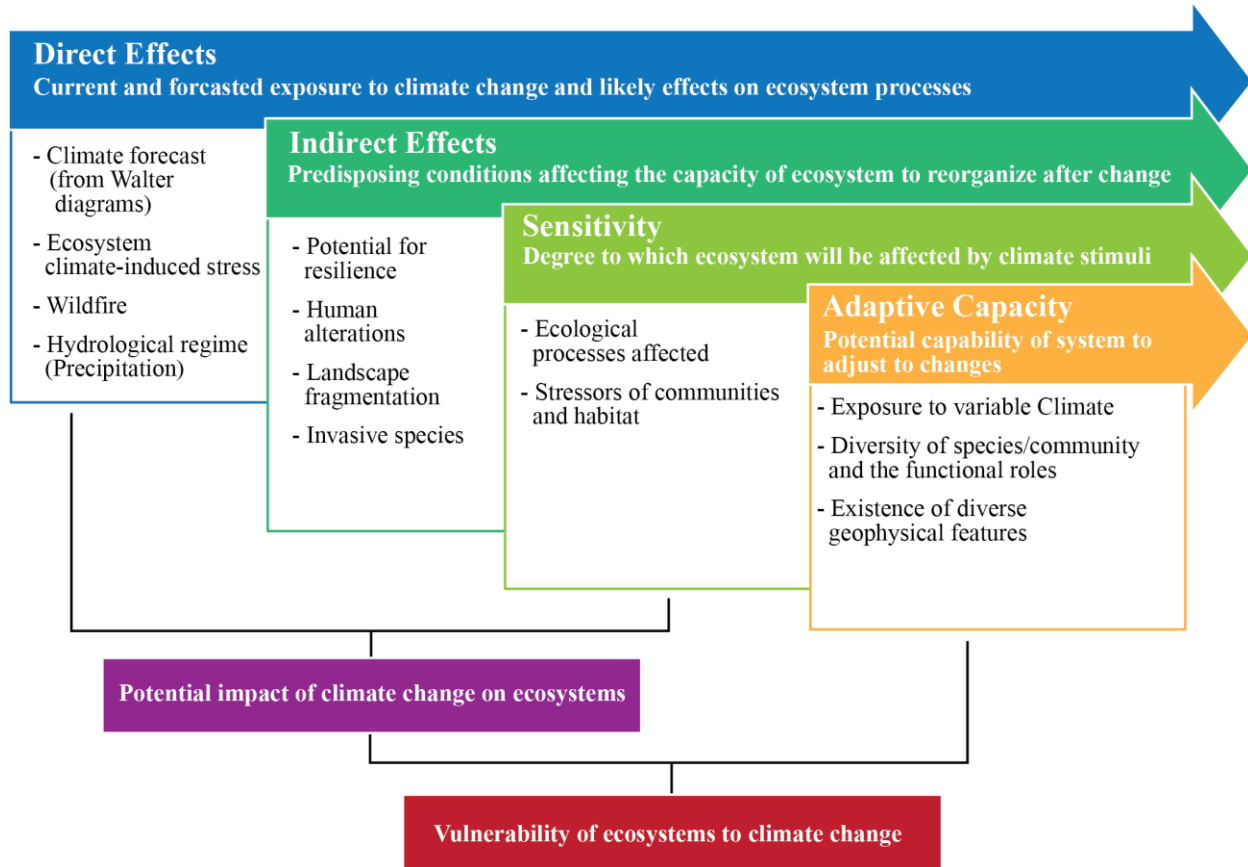 Direct Effects
Current and forcasted exposure to climate change and likely effects on ecosystem processes
- Climate forecast
(from Walter
diagrams)
- Ecosystem
climate-induced stress
- Wildfire
- Hydrological regime
(Precipitation)
Indirect Effects
Predisposing conditions affecting the capacity of ecosystem to reorganize after change
- Potential for
resilience
- Human
alterations
- Landscape
fragmentation
- Invasive species
Sensitivity
Degree to which ecosystem will be affected by climate stimuli
- Ecological
processes affected
- Stressors of communities
and habitat
Adaptive Capacity
Potential capability of system to
adjust to changes
- Exposure to variable Climate
- Diversity of species/community
and the functional roles
- Existence of diverse
geophysical features
Potential impact of climate change on ecosystems
Vulnerability of ecosystems to climate change